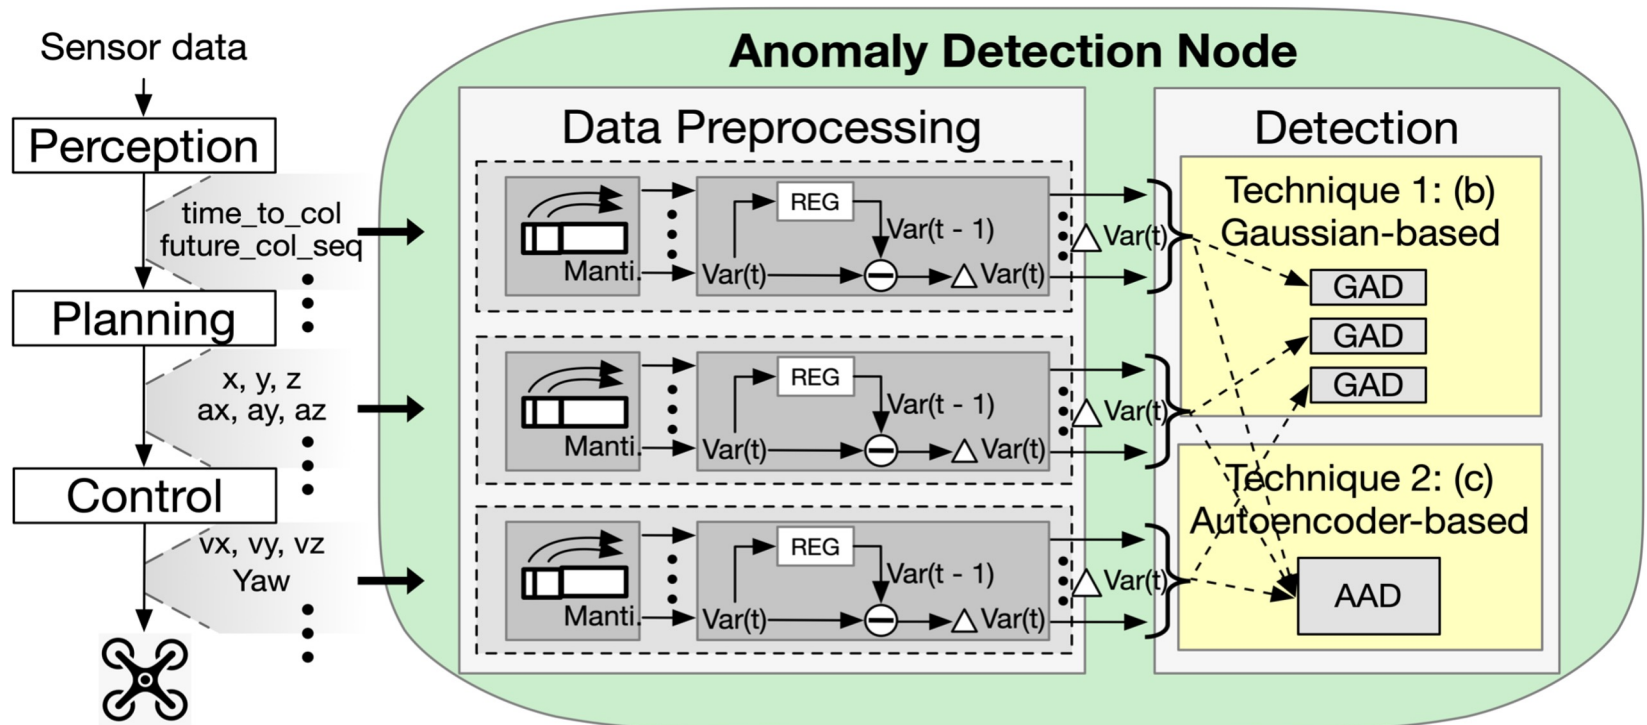 Sensor data
Perception
time_to_col
future_col_seq
Planning
x, y, z
ax, ay, az
Control
vx, vy, vz
Yaw
Anomaly Detection Node
Data Preprocessing
Manti.
REG
Var(t - 1)
Var(t)
△ Var(t)
△ Var(t)
Manti.
REG
Var(t - 1)
Var(t)
△ Var(t)
△ Var(t)
Manti.
REG
Var(t - 1)
Var(t)
△ Var(t)
△ Var(t)
Detection
Technique 1: (b)
Gaussian-based
GAD
GAD
GAD
Technique 2: (c)
Autoencoder-based
AAD